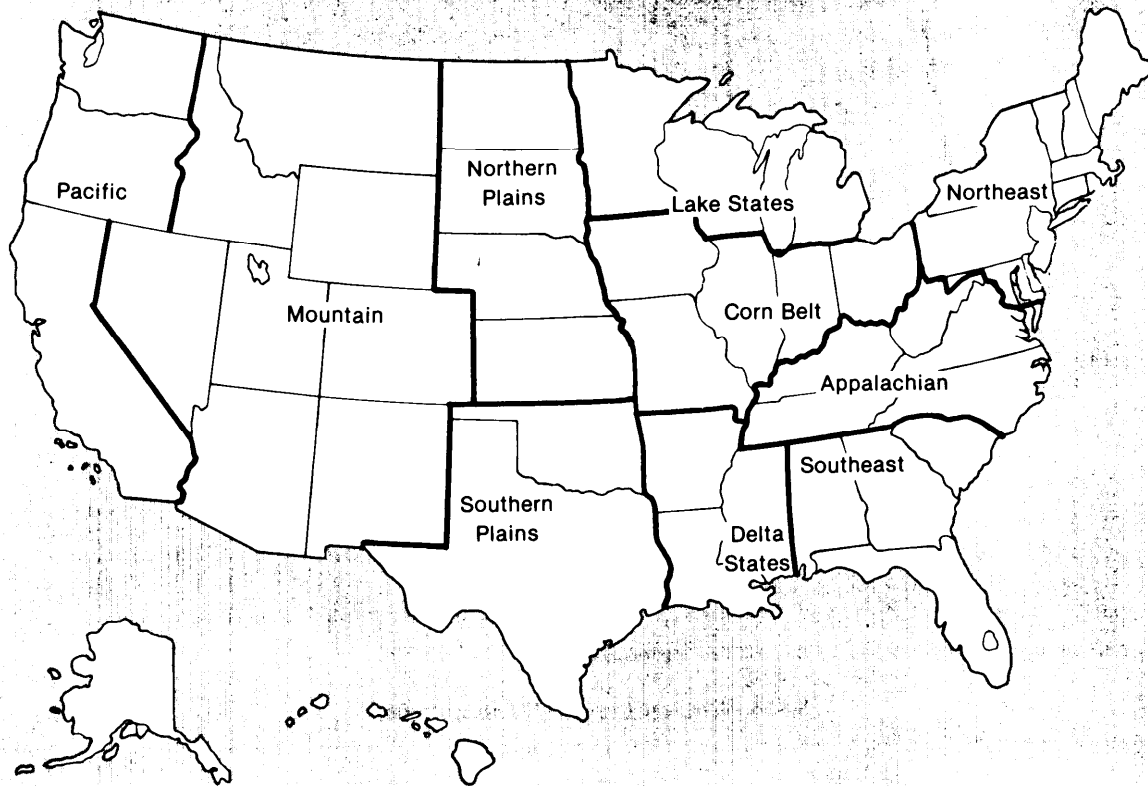 Pacific
Northern
Plains
Lake States
Northeast
Mountain
Corn Belt
Appalachian
Southeast
Southern
Plains
Delta
States